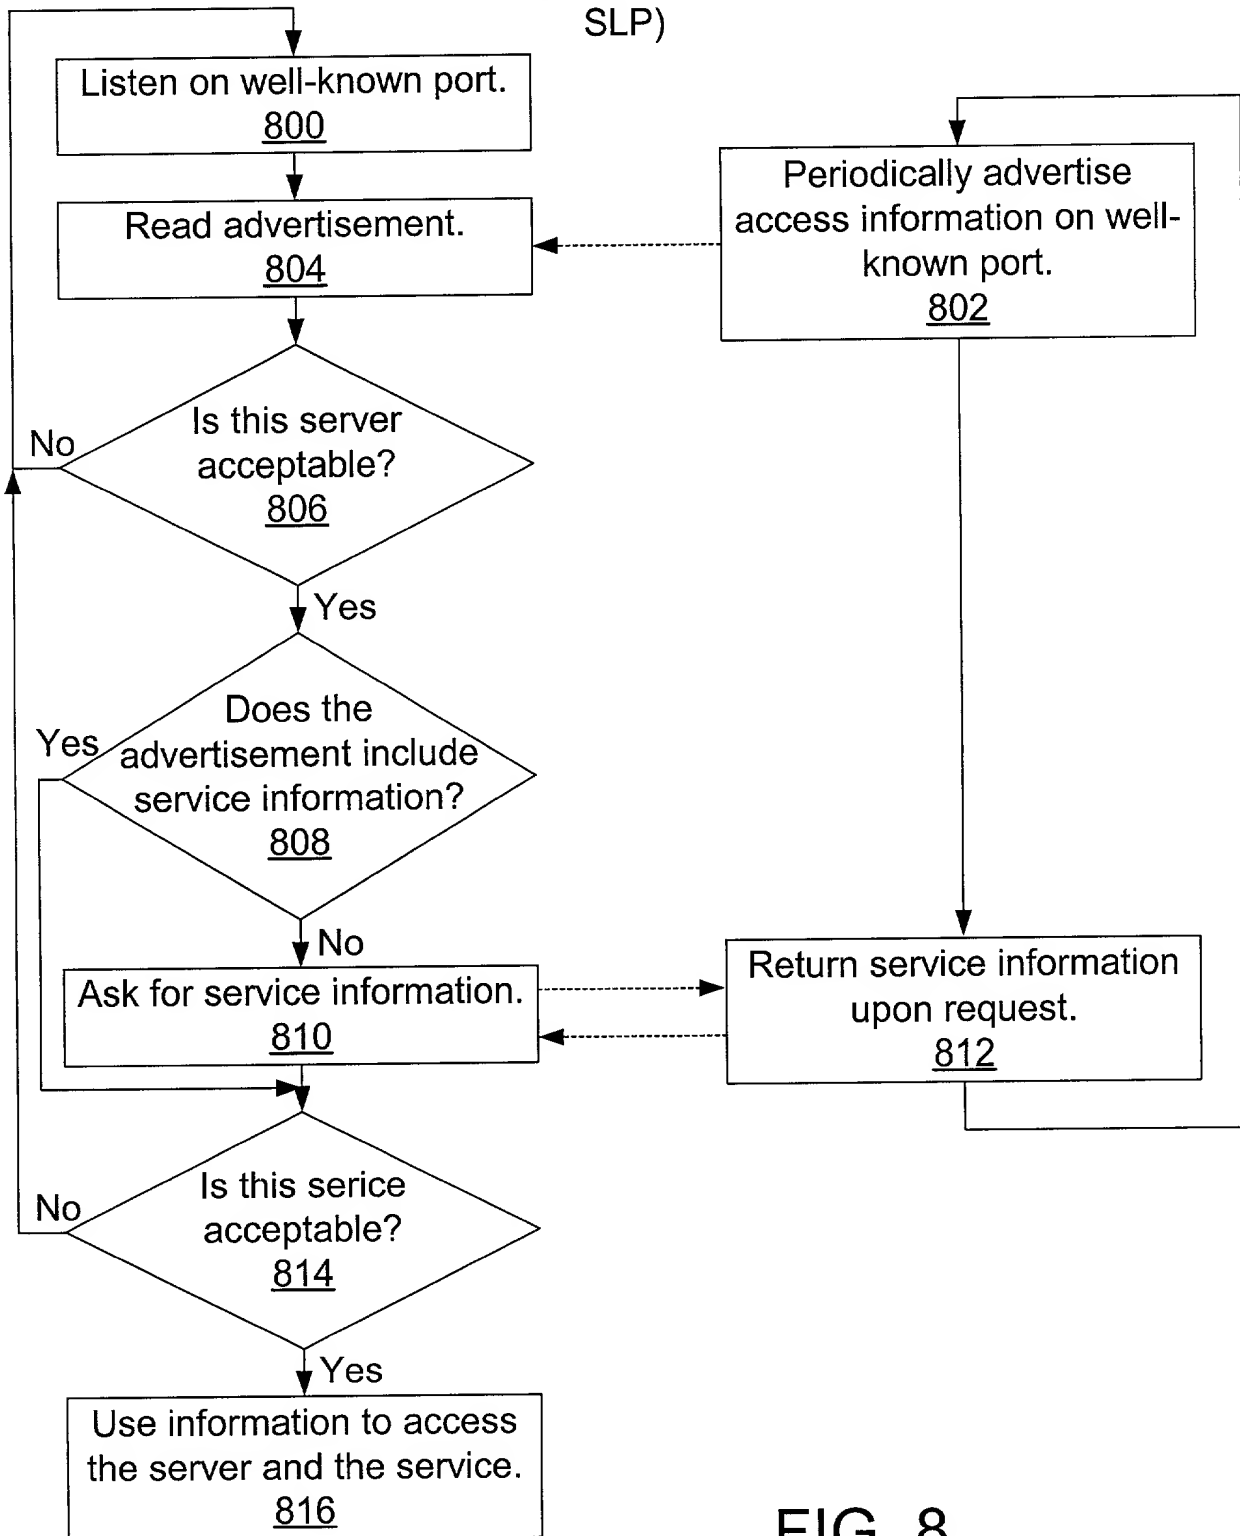 SLP)
Listen on well-known port.
800
Read advertisement.
804
Periodically advertise
access information on well-
known port.
802
No
Is this server
acceptable?
806
Yes
Yes
Does the
advertisement include
service information?
808
No
Ask for service information.
810
Return service information
upon request.
812
No
Is this serice
acceptable?
814
Yes
Use information to access
the server and the service.
816
FIG. 8